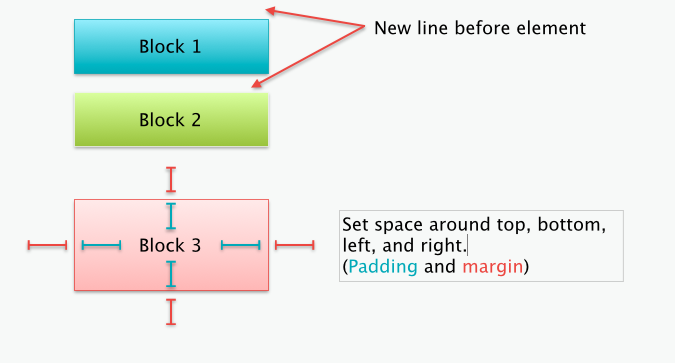 Block 1
New line before element
Block 2
Block 3
Set space around top, bottom,
left, and right.
(Padding and margin)